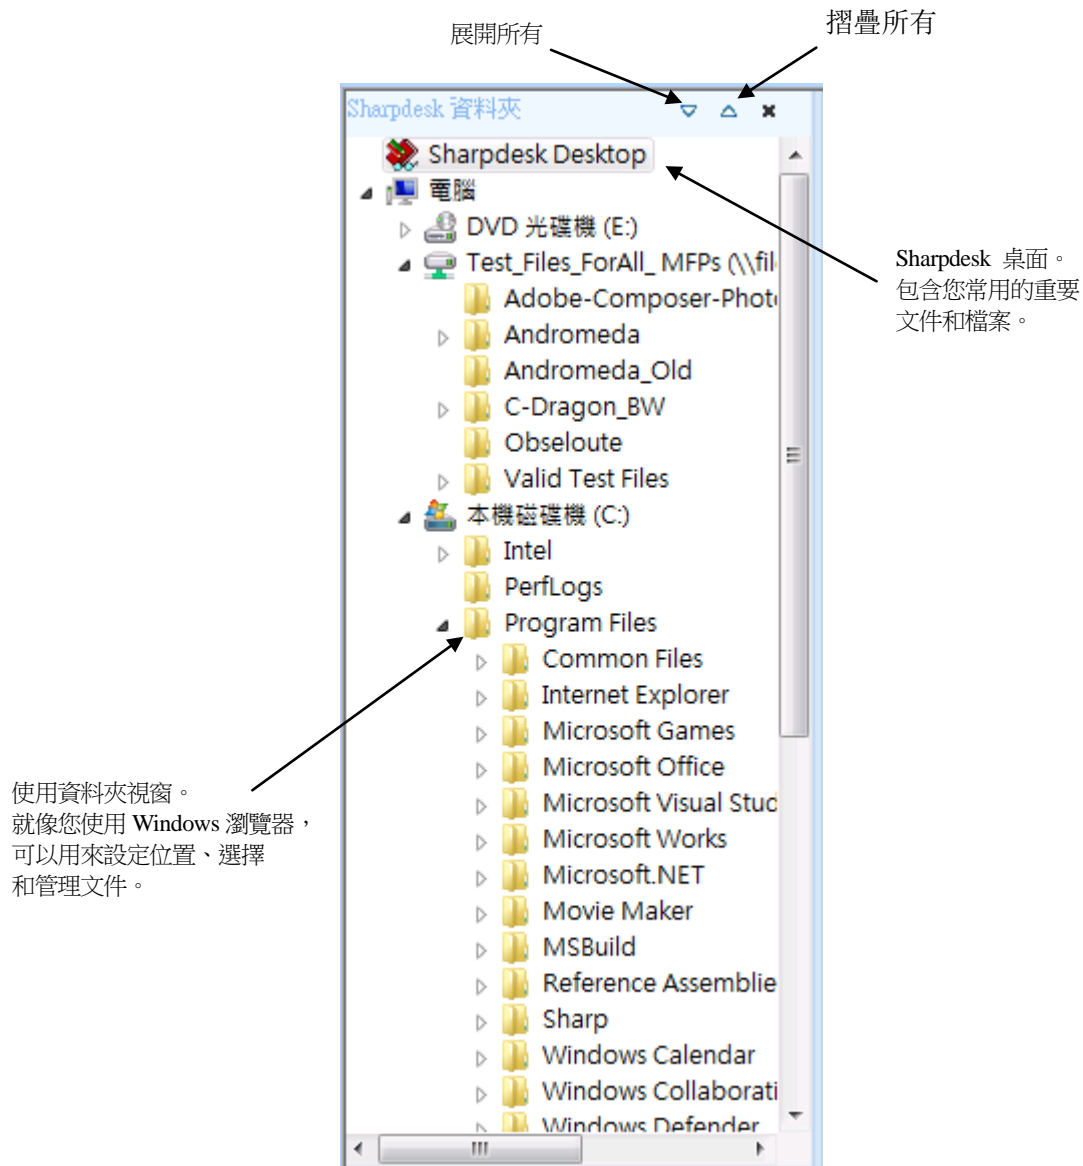 展開所有
摺疊所有
Sharpdesk 資料夾
Sharpdesk Desktop
電腦
DVD 光碟機 (E:)
Test_Files_ForAll_ MFPs (\\fil
Adobe-Composer-Phot
Andromeda
Andromeda_Old
C-Dragon_BW
Obseloute
Valid Test Files
本機磁碟機 (C:)
Intel
PerfLogs
Program Files
Common Files
Internet Explorer
Microsoft Games
Microsoft Office
Microsoft Visual Stud
Microsoft Works
Microsoft.NET
Movie Maker
MSBuild
Reference Assemblie
Sharp
Windows Calendar
Windows Collaborati
Windows Defender
Sharpdesk 桌面。
包含您常用的重要
文件和檔案。
使用資料夾視窗。
就像您使用 Windows 瀏覽器，
可以用來設定位置、選擇
和管理文件。